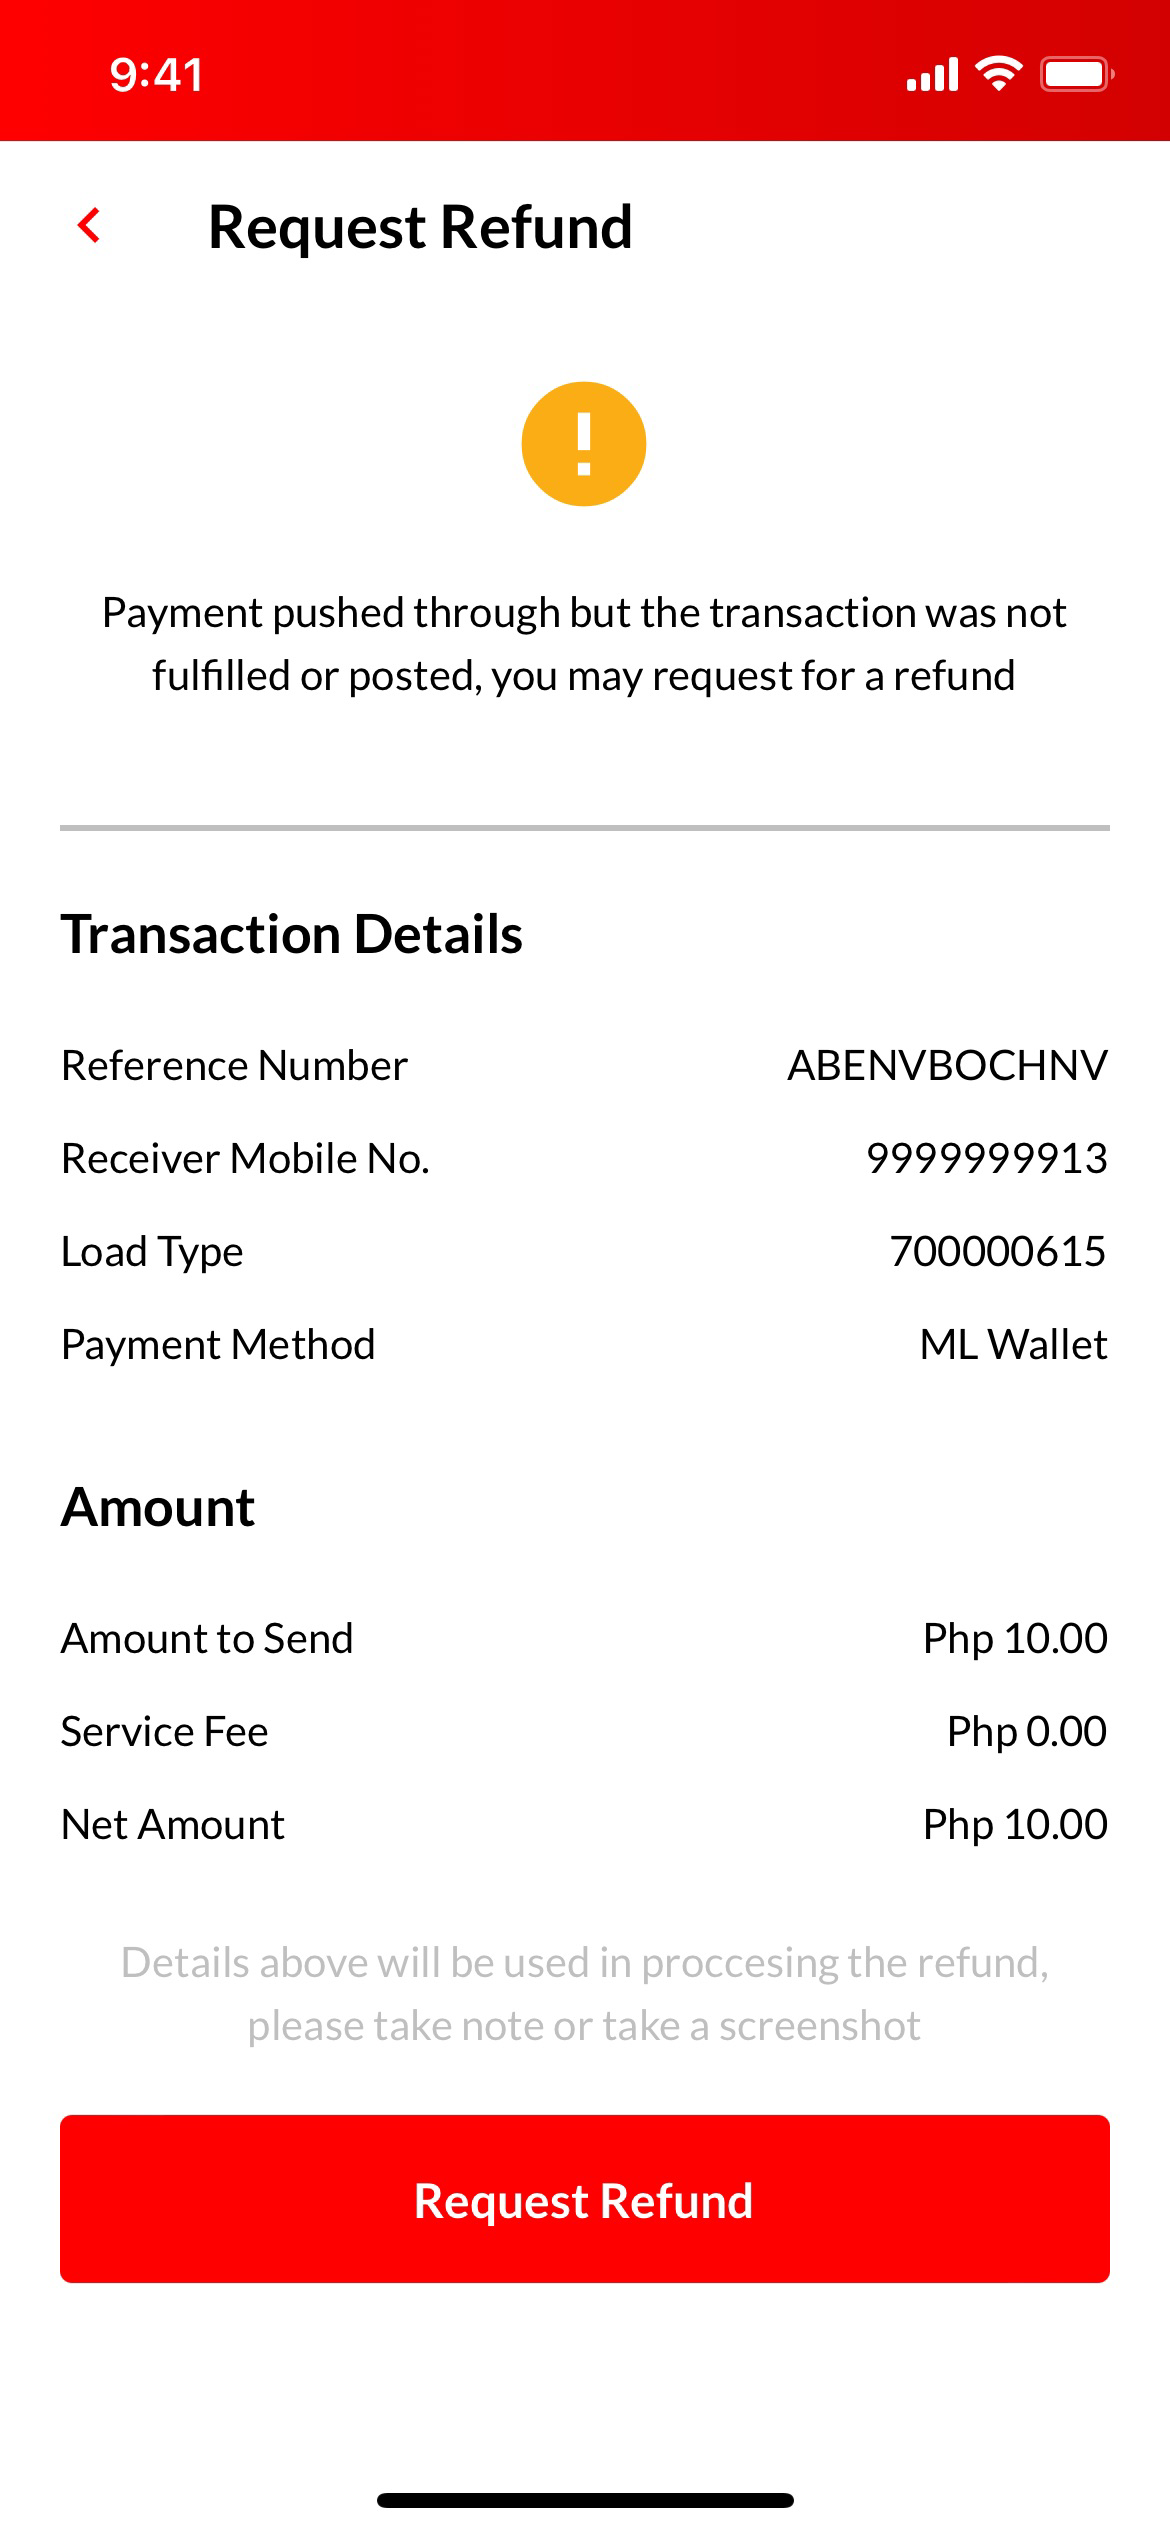 9:41
Request Refund
Payment pushed through but the transaction was not
fulfilled or posted, you may request for a refund
Transaction Details
Reference Number ABENVBOCHNV
Receiver Mobile No. 9999999913
Load Type 700000615
Payment Method ML Wallet
Amount
Amount to Send Php 10.00
Service Fee Php 0.00
Net Amount Php 10.00
Details above will be used in proccesing the refund,
please take note or take a screenshot
Request Refund